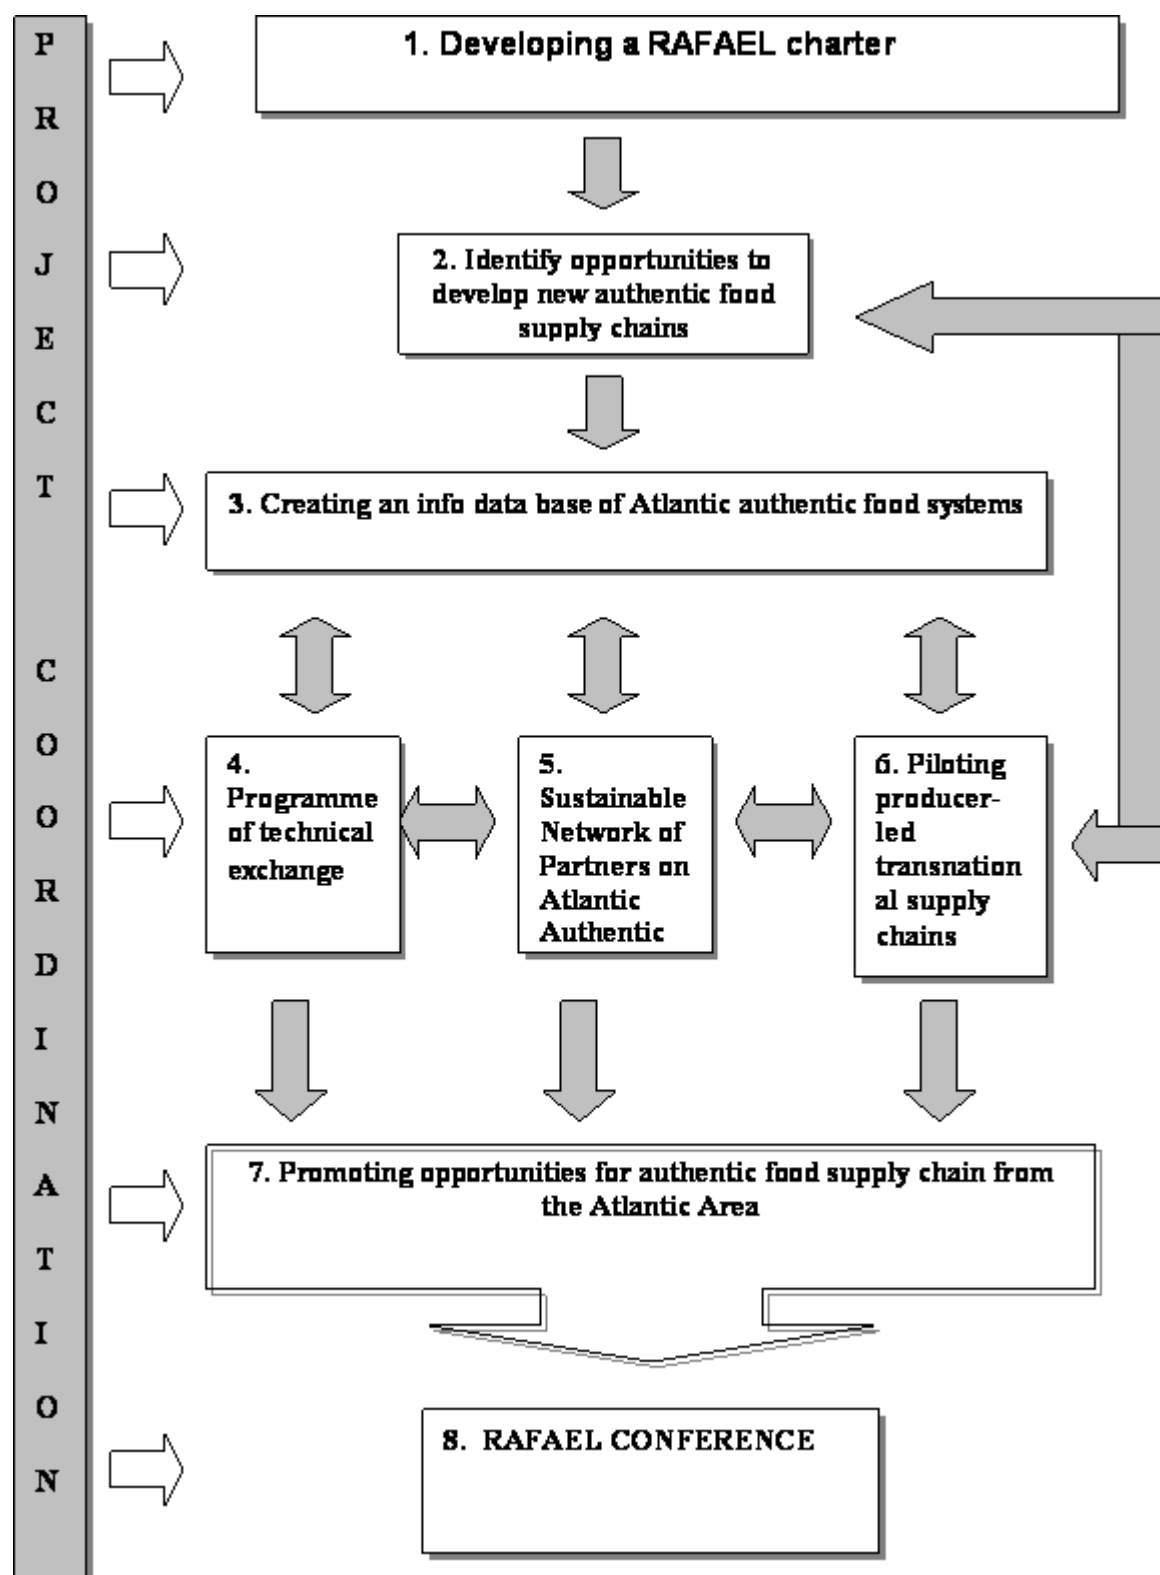 PROJECT COORDINATION
1. Developing a RAFAEL charter
2. Identify opportunities to
develop new authentic food
supply chains
3. Creating an info data base of Atlantic authentic food systems
4.
Programme
of technical
exchange
5.
Sustainable
Network of
Partners on
Atlantic
Authentic
6. Piloting
producer-
led
transnation
al supply
chains
7. Promoting opportunities for authentic food supply chain from
the Atlantic Area
8. RAFAEL CONFERENCE